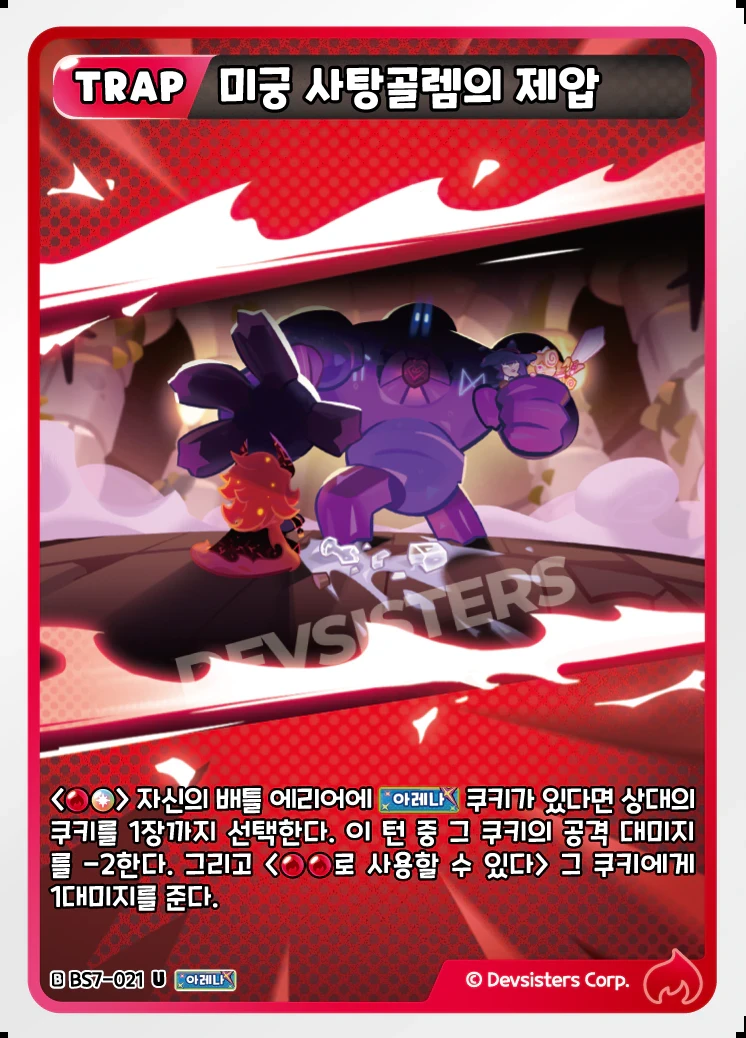 TRAP 미궁 사탕골렘의 제압
DEVSISTERS
<> 자신의 배틀 에리어에 아레나 쿠키가 있다면 상대의
쿠키를 1장까지 선택한다. 이 턴 중 그 쿠키의 공격 대미지
를 -2한다. 그리고 <로 사용할 수 있다> 그 쿠키에게
1대미지를 준다.
B BS7-021 U 아레나
© Devsisters Corp.